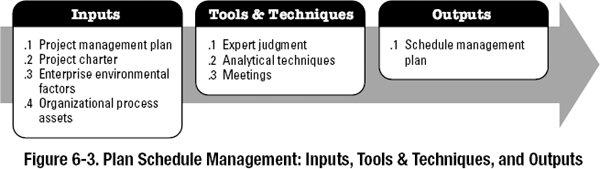 Inputs
.1 Project management plan
.2 Project charter
.3 Enterprise environmental
factors
.4 Organizational process
assets
Tools & Techniques
.1 Expert judgment
.2 Analytical techniques
.3 Meetings
Outputs
.1 Schedule management
plan
Figure 6-3. Plan Schedule Management: Inputs, Tools & Techniques, and Outputs